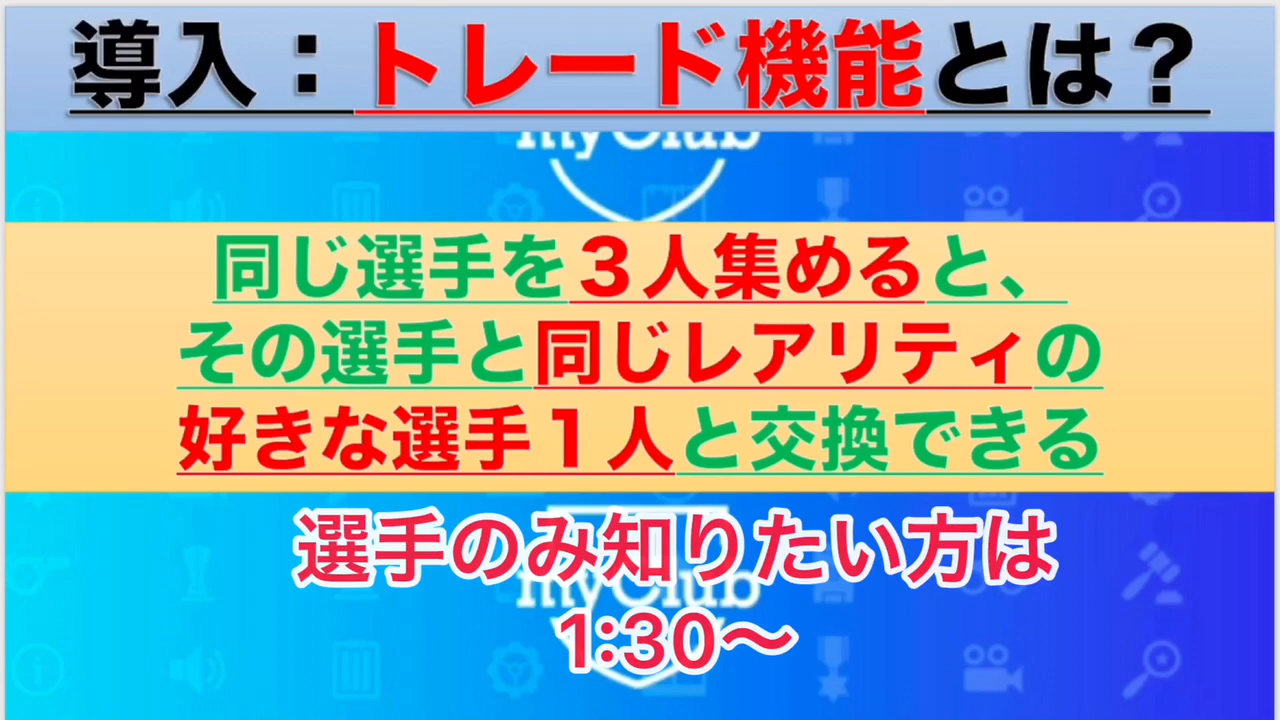 導入：トレード機能とは？
myClub
同じ選手を３人集めると、
その選手と同じレアリティの
好きな選手１人と交換できる
選手のみ知りたい方は
myClub
1:30〜